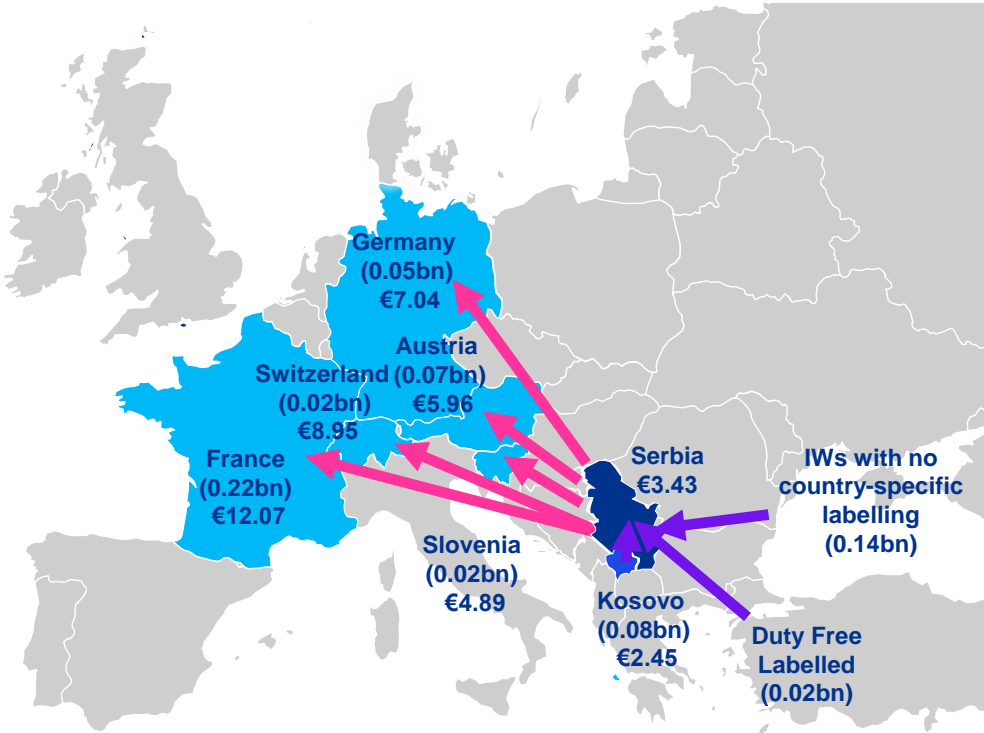 Germany
(0.05bn)
€7.04
Austria
(0.07bn)
€5.96
Switzerland
(0.02bn)
€8.95
France
(0.22bn)
€12.07
Serbia
€3.43
IWs with no
country-specific
labelling
(0.14bn)
Slovenia
(0.02bn)
€4.89
Kosovo
(0.08bn)
€2.45
Duty Free
Labelled
(0.02bn)